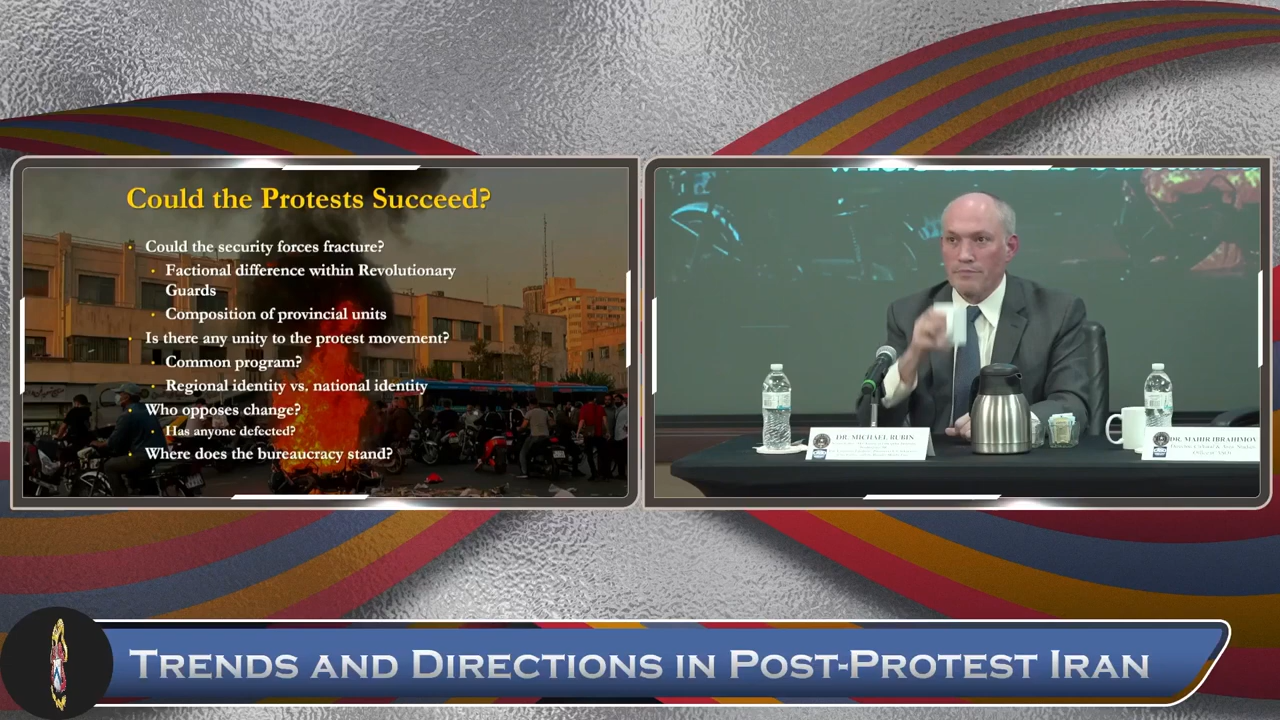 Could the Protests Succeed?
Could the security forces fracture?
Factional difference within Revolutionary
Guards
Composition of provincial units
Is there any unity to the protest movement?
Common program?
Regional identity vs. national identity
Who opposes change?
Has anyone defected?
Where does the bureaucracy stand?
DR. MICHAEL RUBIN
DR. MAHIR IBRAHIMOV
TRENDS AND DIRECTIONS IN POST-PROTEST IRAN